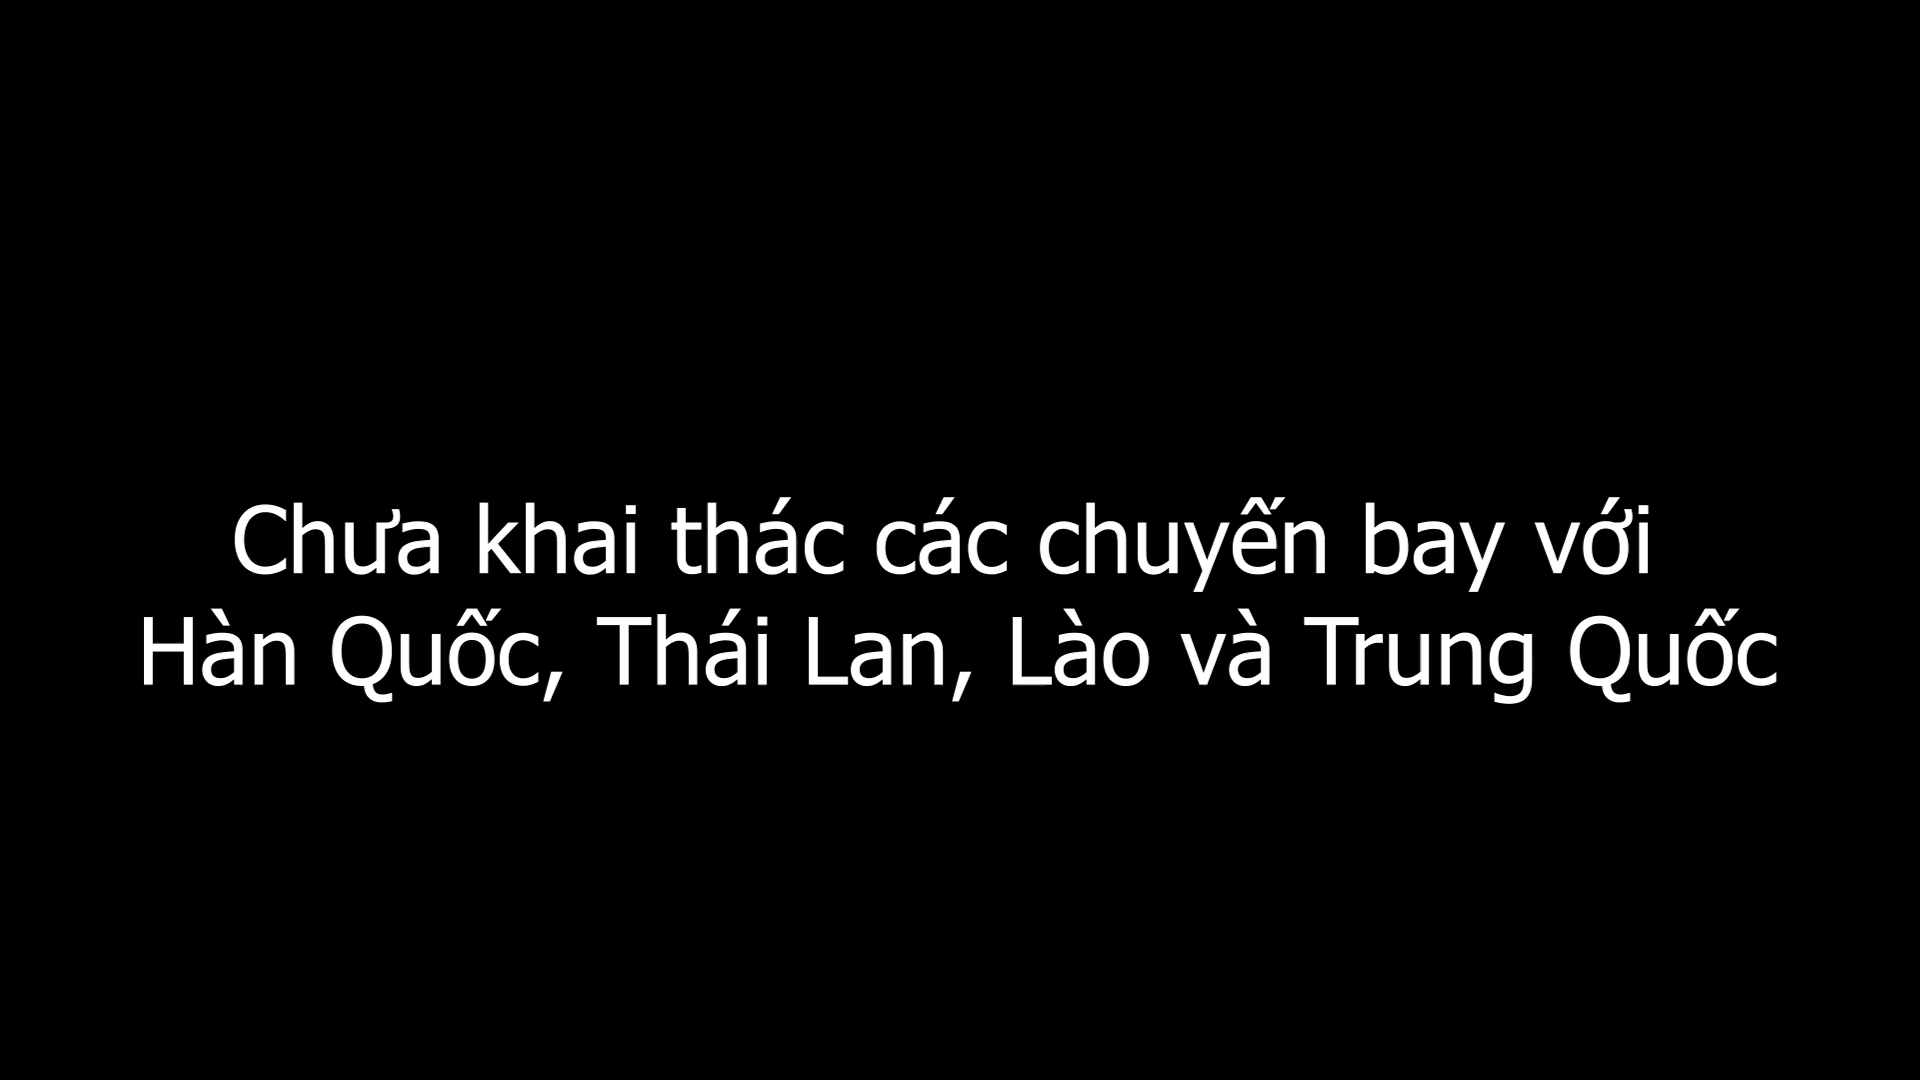 Chưa khai thác các chuyến bay với
Hàn Quốc, Thái Lan, Lào và Trung Quốc